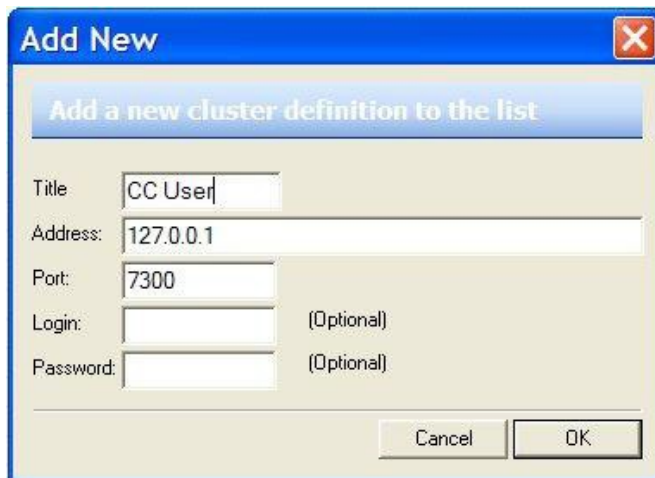 Add New
Add a new cluster definition to the list
Title CC User
Address: 127.0.0.1
Port: 7300
Login: (Optional)
Password: (Optional)
Cancel OK